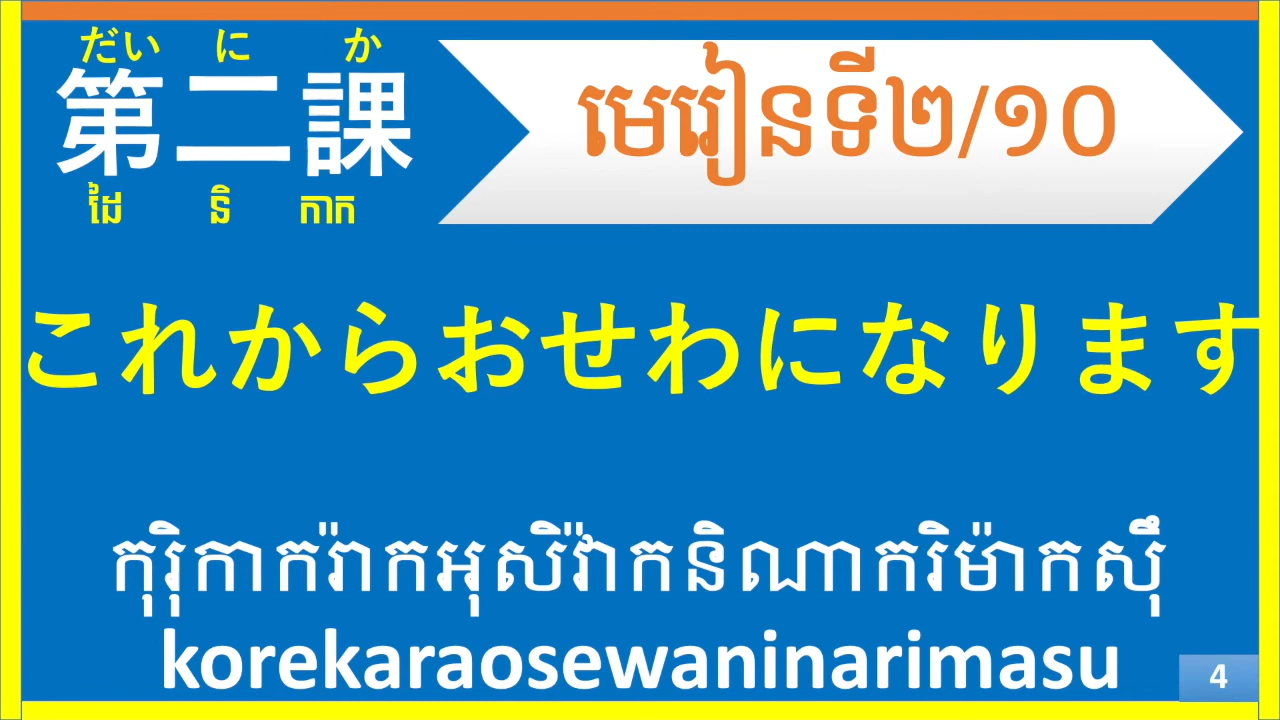 だい に か
第二課
ដៃ និ កាក
មេរៀនទី២/១០
これからおせわになります
កុរ៉ិកាករ៉ាកអុសិវ៉ាកនិណាករិម៉ាកស៊ឹ
korekaraosewaninarimasu
4